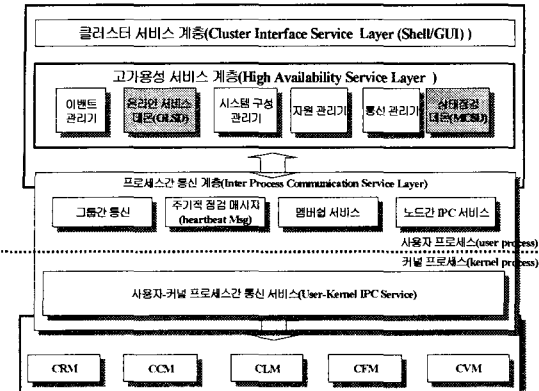 클러스터 서비스 계층(Cluster Interface Service Layer (Shell/GUI) )
고가용성 서비스 계층(High Availability Service Layer )
이벤트
관리기
온라인 서비스
데몬(OLSD)
시스템 구성
관리기
자원 관리기
통신 관리기
상태점검
데몬(MCSD)
프로세스간 통신 계층(Inter Process Communication Service Layer)
그룹간 통신
주기적 점검 메시지
(heartbeat Msg)
멤버쉽 서비스
노드간 IPC 서비스
사용자 프로세스(user process)
커널 프로세스(kernel process)
사용자-커널 프로세스간 통신 서비스(User-Kernel IPC Service)
CRM
CCM
CLM
CFM
CVM